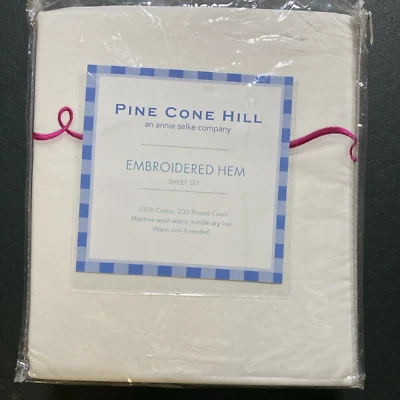 PINE CONE HILL
an annie selke company
EMBROIDERED HEM
SHEET SET
100% Cotton, 200 Thread Count
Machine wash warm, tumble dry low
Warm iron if needed